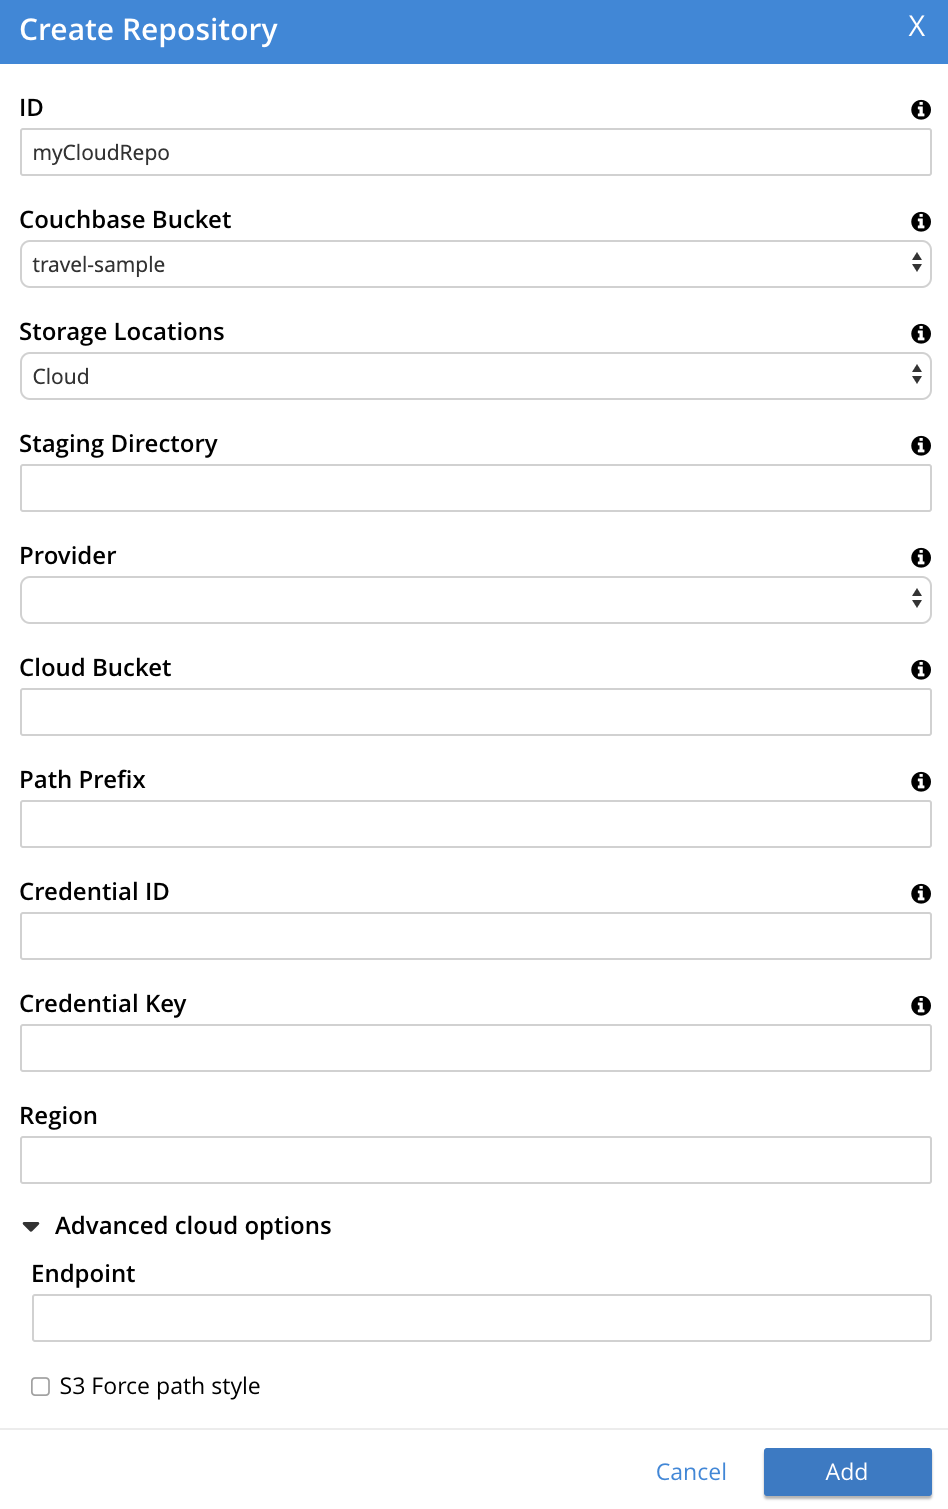 Create Repository X
ID
myCloudRepo
Couchbase Bucket
travel-sample
Storage Locations
Cloud
Staging Directory
Provider
Cloud Bucket
Path Prefix
Credential ID
Credential Key
Region
Advanced cloud options
Endpoint
S3 Force path style
Cancel Add